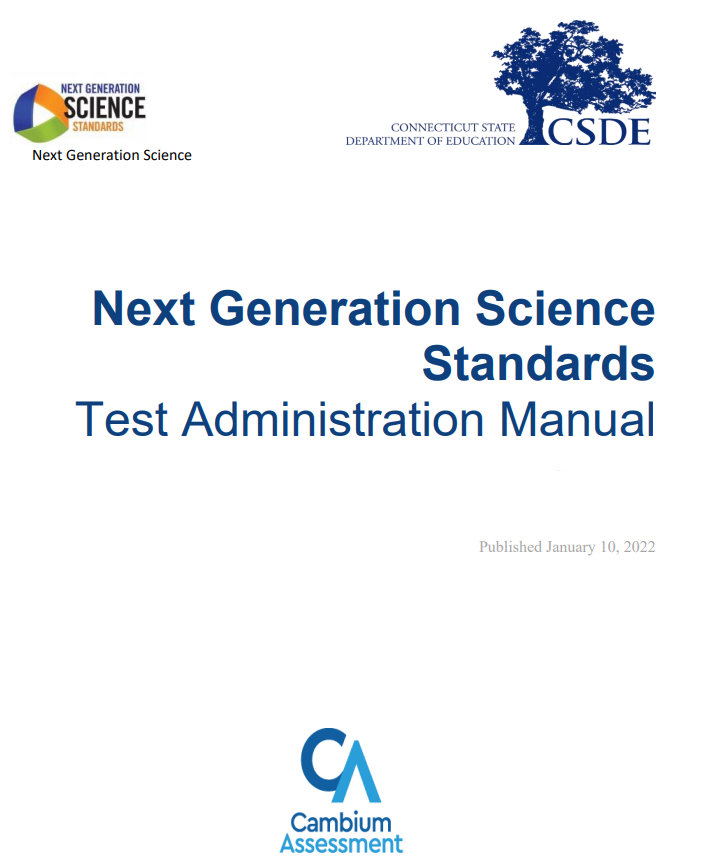 NEXT GENERATION
SCIENCE
STANDARDS
Next Generation Science
CONNECTICUT STATE
DEPARTMENT OF EDUCATION
CSDE
Next Generation Science
Standards
Test Administration Manual
Published January 10, 2022
CA
Cambium
Assessment